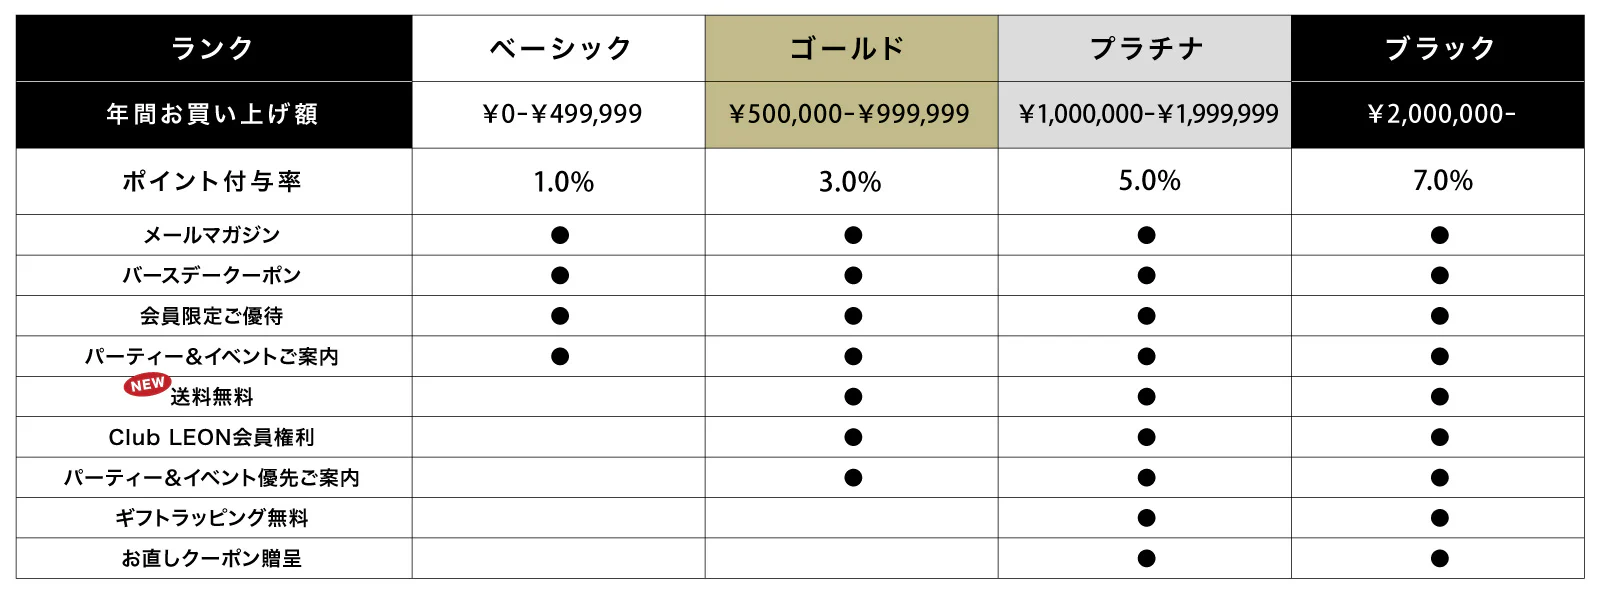 ランク ベーシック ゴールド プラチナ ブラック
年間お買い上げ額 ¥0-¥499,999 ¥500,000-¥999,999 ¥1,000,000-¥1,999,999 ¥2,000,000-
ポイント付与率 1.0% 3.0% 5.0% 7.0%
メールマガジン ● ● ● ●
バースデークーポン ● ● ● ●
会員限定ご優待 ● ● ● ●
パーティー&イベントご案内 ● ● ● ●
NEW 送料無料 ● ● ●
Club LEON会員権利 ● ● ●
パーティー&イベント優先ご案内 ● ● ●
ギフトラッピング無料 ● ●
お直しクーポン贈呈 ● ●